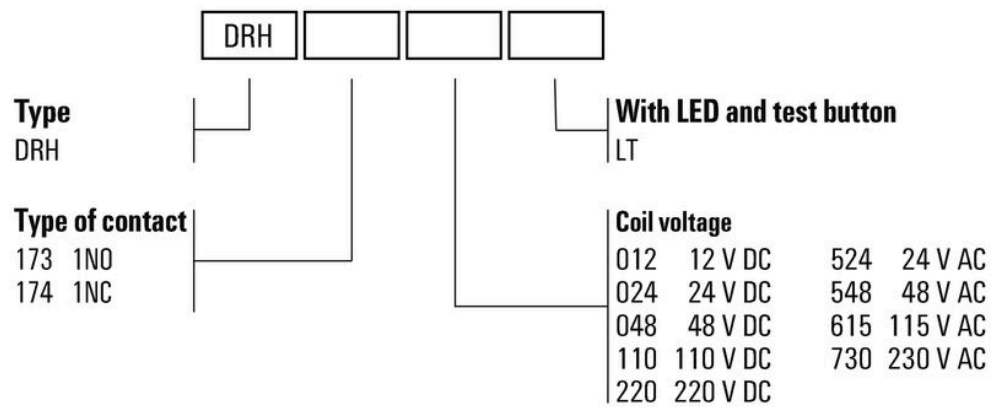 DRH
Type
DRH
With LED and test button
LT
Type of contact
173 1NO
174 1NC
Coil voltage
012 12 V DC 524 24 V AC
024 24 V DC 548 48 V AC
048 48 V DC 615 115 V AC
110 110 V DC 730 230 V AC
220 220 V DC